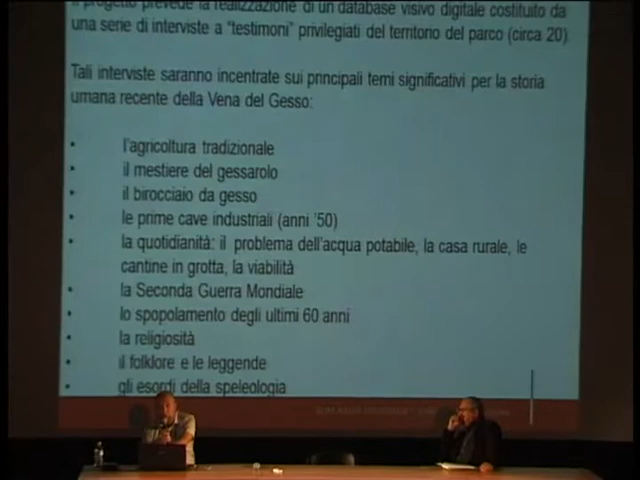 Il progetto prevede la realizzazione di un database visivo digitale costituito da
una serie di interviste a “testimoni” privilegiati del territorio del parco (circa 20)
Tali interviste saranno incentrate sui principali temi significativi per la storia
umana recente della Vena del Gesso:
• l'agricoltura tradizionale
• il mestiere del gessarolo
• il birocciaio da gesso
• le prime cave industriali (anni '50)
• la quotidianità: il problema dell'acqua potabile, la casa rurale, le
cantine in grotta, la viabilità
• la Seconda Guerra Mondiale
• lo spopolamento degli ultimi 60 anni
• la religiosità
• il folklore e le leggende
• gli esordi della speleologia